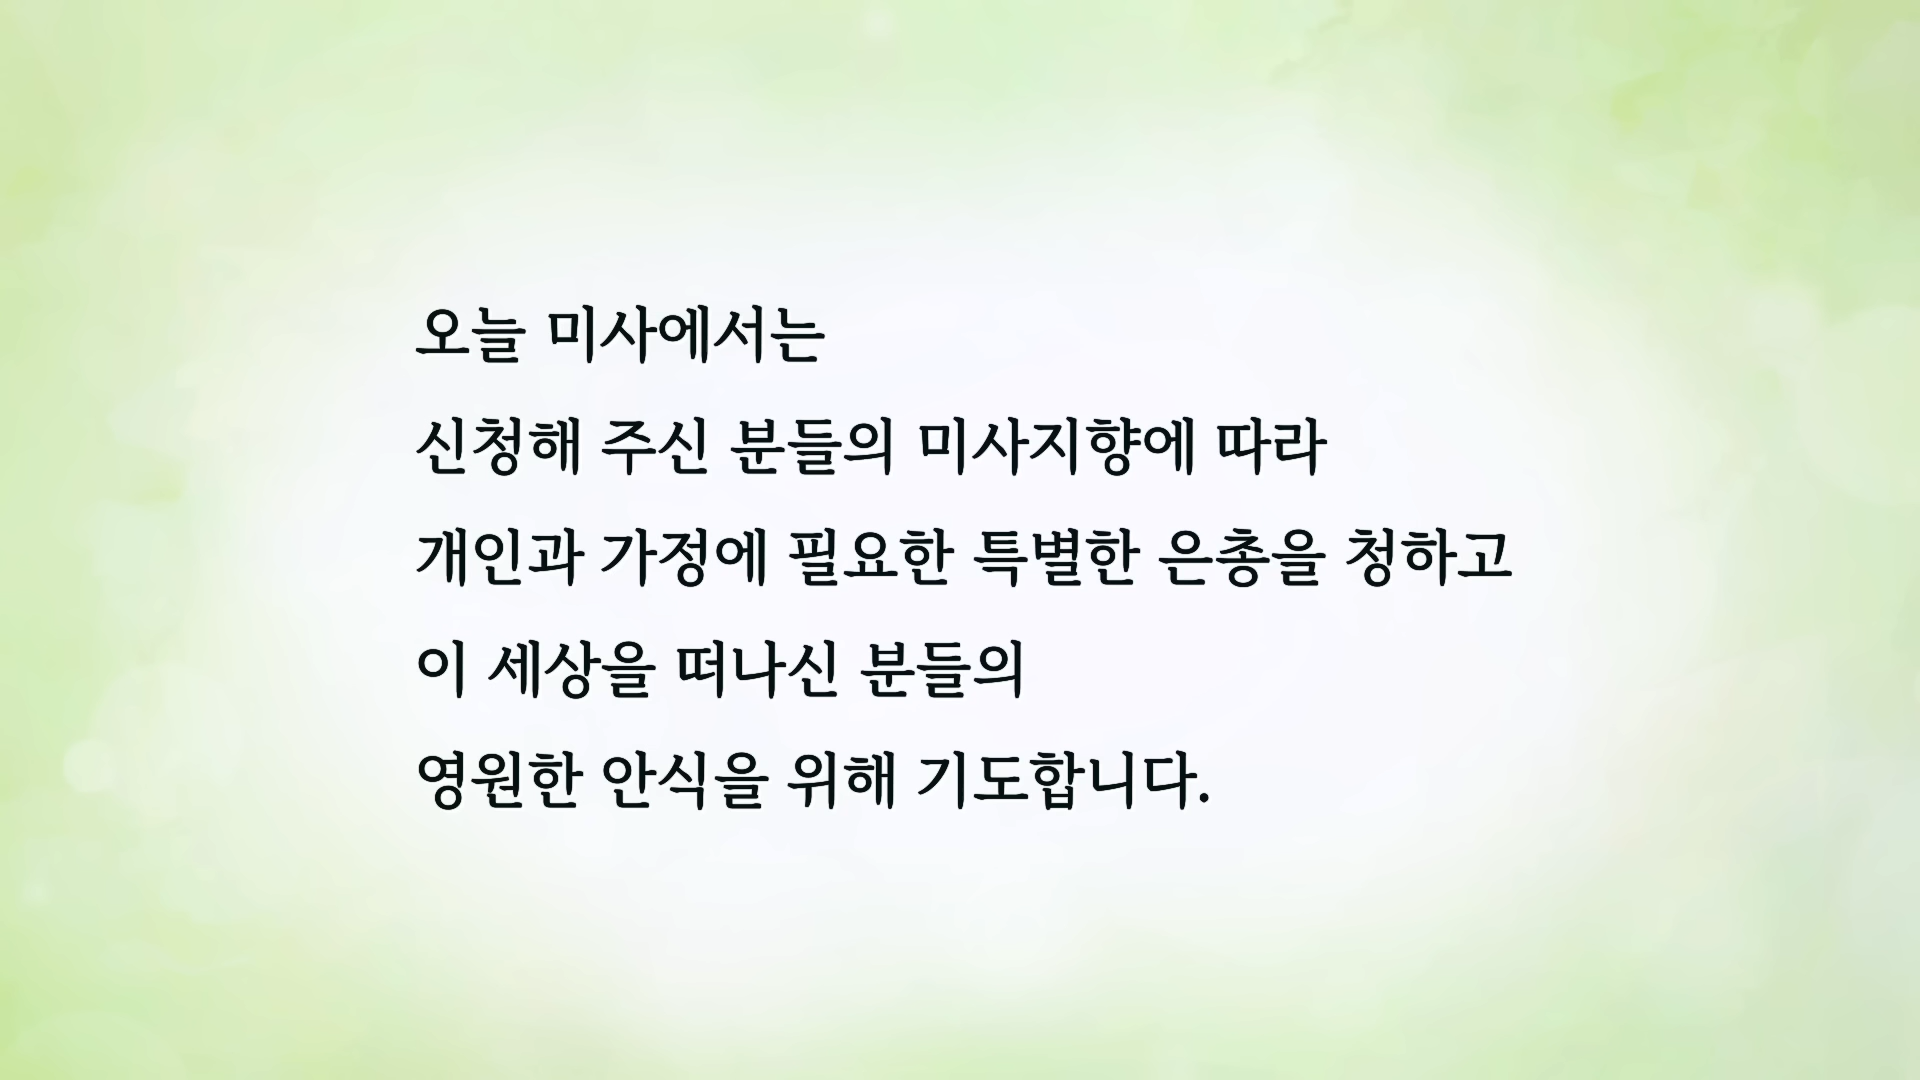 오늘 미사에서는
신청해 주신 분들의 미사지향에 따라
개인과 가정에 필요한 특별한 은총을 청하고
이 세상을 떠나신 분들의
영원한 안식을 위해 기도합니다.